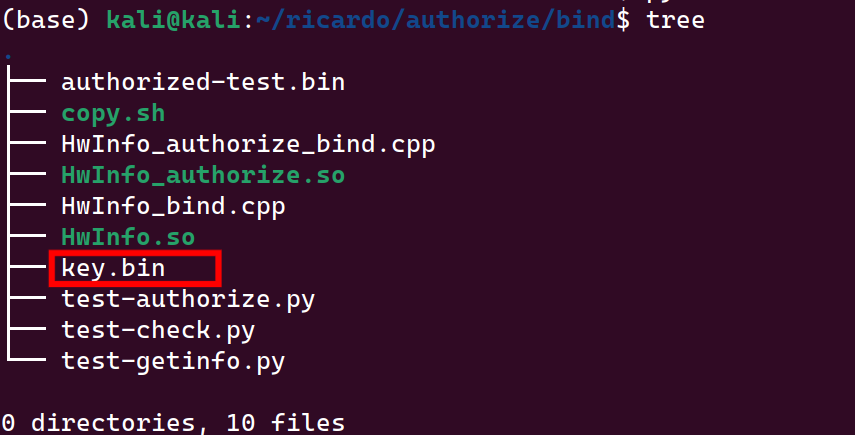 (base) kali@kali:~/ricardo/authorize/bind$ tree
.
├── authorized-test.bin
├── copy.sh
├── HwInfo_authorize_bind.cpp
├── HwInfo_authorize.so
├── HwInfo_bind.cpp
├── HwInfo.so
├── key.bin
├── test-authorize.py
├── test-check.py
└── test-getinfo.py
0 directories, 10 files